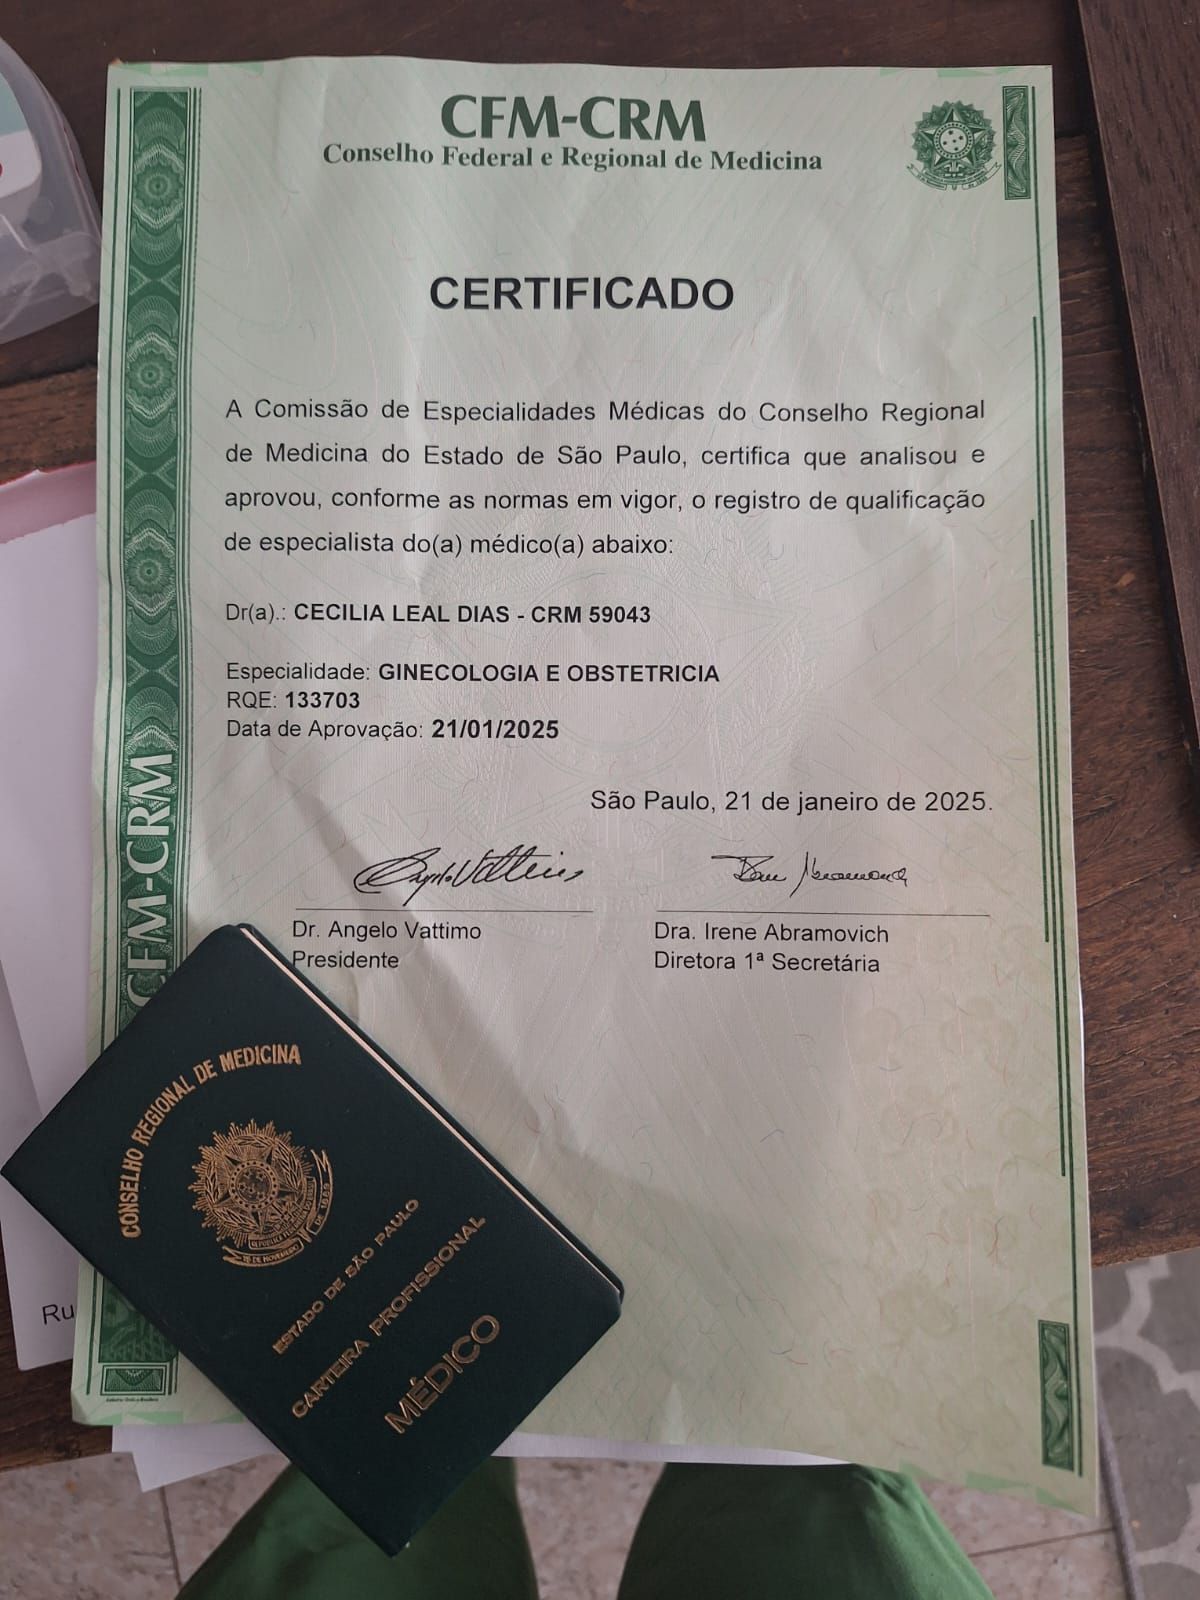 CFM-CRM
Conselho Federal e Regional de Medicina
CERTIFICADO
A Comissão de Especialidades Médicas do Conselho Regional
de Medicina do Estado de São Paulo, certifica que analisou e
aprovou, conforme as normas em vigor, o registro de qualificação
de especialista do(a) médico(a) abaixo:
Dr(a).: CECILIA LEAL DIAS - CRM 59043
Especialidade: GINECOLOGIA E OBSTETRICIA
RQE: 133703
Data de Aprovação: 21/01/2025
São Paulo, 21 de janeiro de 2025.
Dr. Angelo Vattimo
Presidente
Dra. Irene Abramovich
Diretora 1ª Secretária
CFM-CRM
CONSELHO REGIONAL DE MEDICINA
ESTADO DE SÃO PAULO
CARTEIRA PROFISSIONAL
MÉDICO
Ru